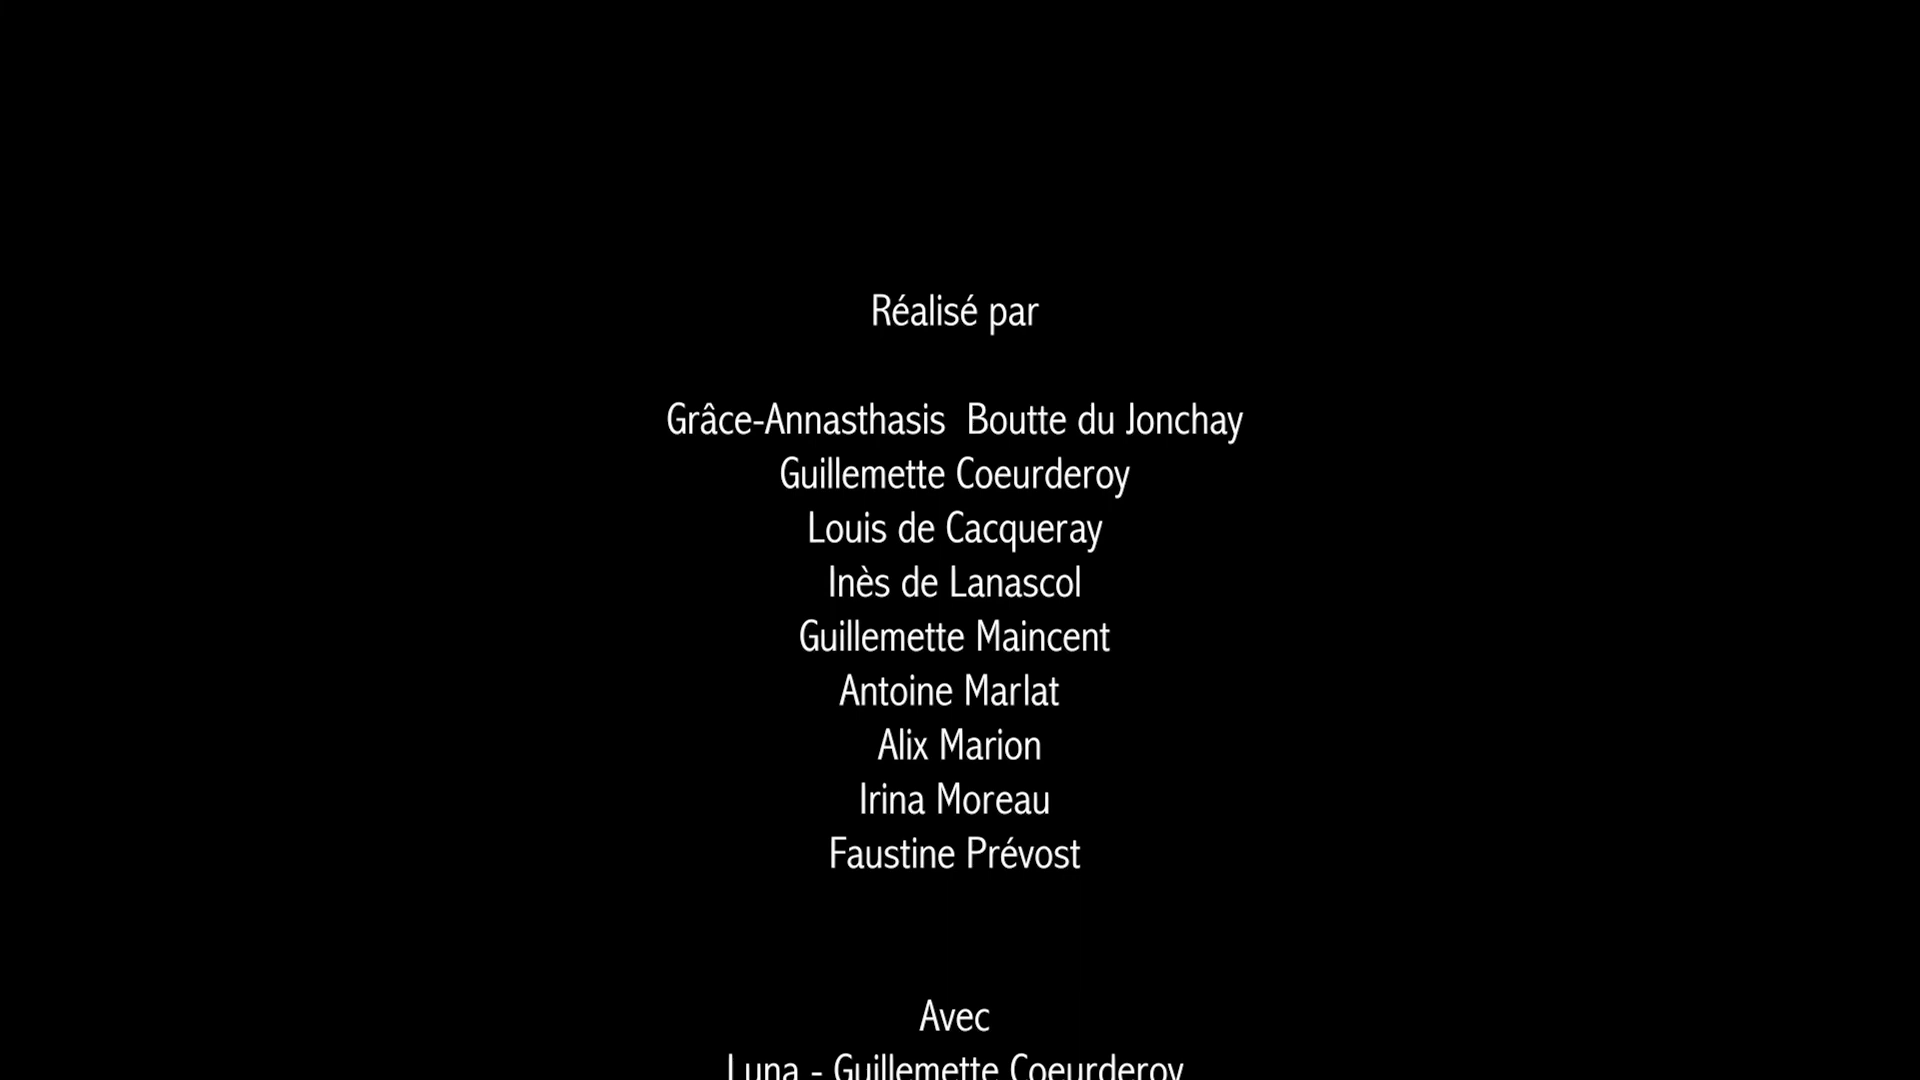 Réalisé par
Grâce-Annasthasis  Boutte du Jonchay
Guillemette Coeurderoy
Louis de Cacqueray
Inès de Lanascol
Guillemette Maincent
Antoine Marlat
Alix Marion
Irina Moreau
Faustine Prévost
Avec
Luna - Guillemette Coeurderoy